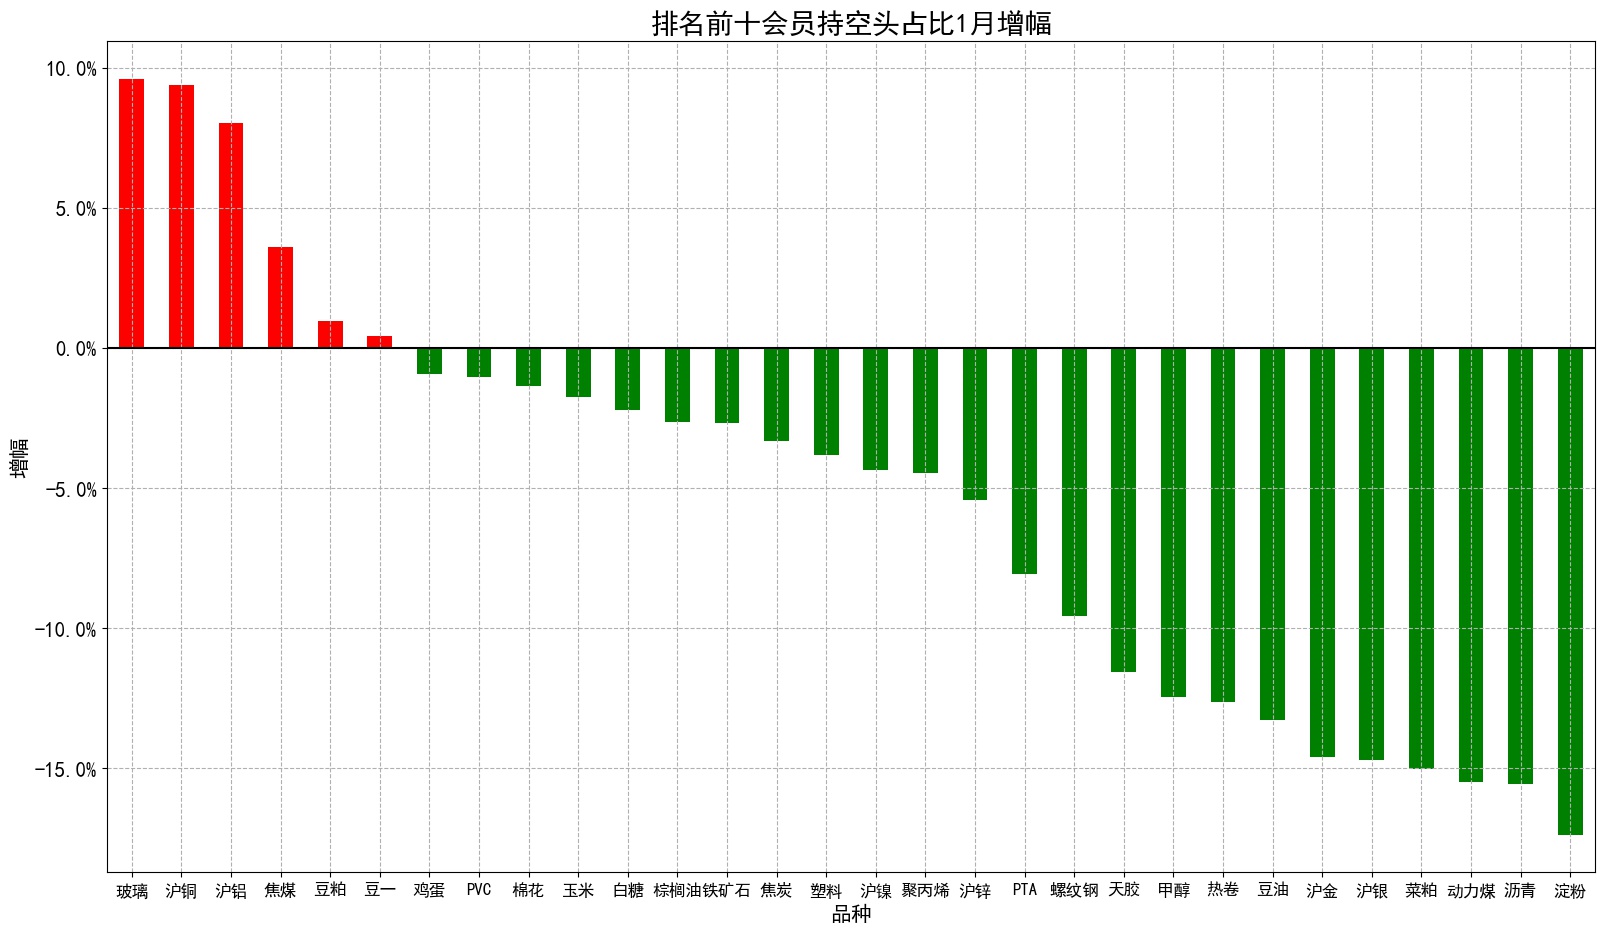 排名前十会员持空头占比1月增幅
10.0%
5.0%
0.0%
−5.0%
−10.0%
−15.0%
增幅
玻璃 沪铜 沪铝 焦煤 豆粕 豆一 鸡蛋 PVC 棉花 玉米 白糖 棕榈油 铁矿石 焦炭 塑料 沪镍 聚丙烯 沪锌 PTA 螺纹钢 天胶 甲醇 热卷 豆油 沪金 沪银 菜粕 动力煤 沥青 淀粉
品种